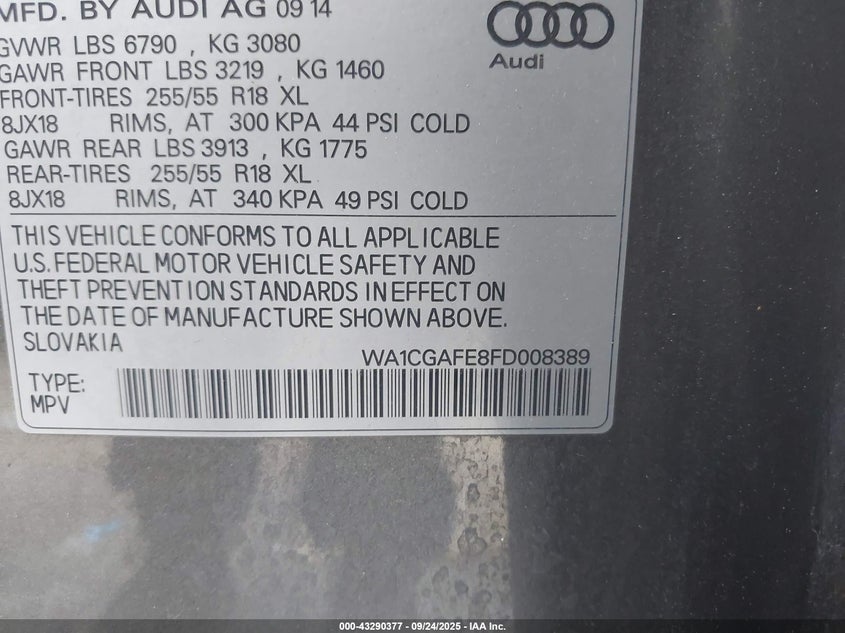 MFD. BY AUDI AG 09 14
GVWR LBS 6790 , KG 3080
GAWR FRONT LBS 3219 , KG 1460
FRONT-TIRES 255/55 R18 XL
8JX18 RIMS, AT 300 KPA 44 PSI COLD
GAWR REAR LBS 3913 , KG 1775
REAR-TIRES 255/55 R18 XL
8JX18 RIMS, AT 340 KPA 49 PSI COLD
Audi
THIS VEHICLE CONFORMS TO ALL APPLICABLE
U.S. FEDERAL MOTOR VEHICLE SAFETY AND
THEFT PREVENTION STANDARDS IN EFFECT ON
THE DATE OF MANUFACTURE SHOWN ABOVE.
SLOVAKIA
WA1CGAFE8FD008389
TYPE:
MPV
000-43290377 - 09/24/2025 - IAA Inc.